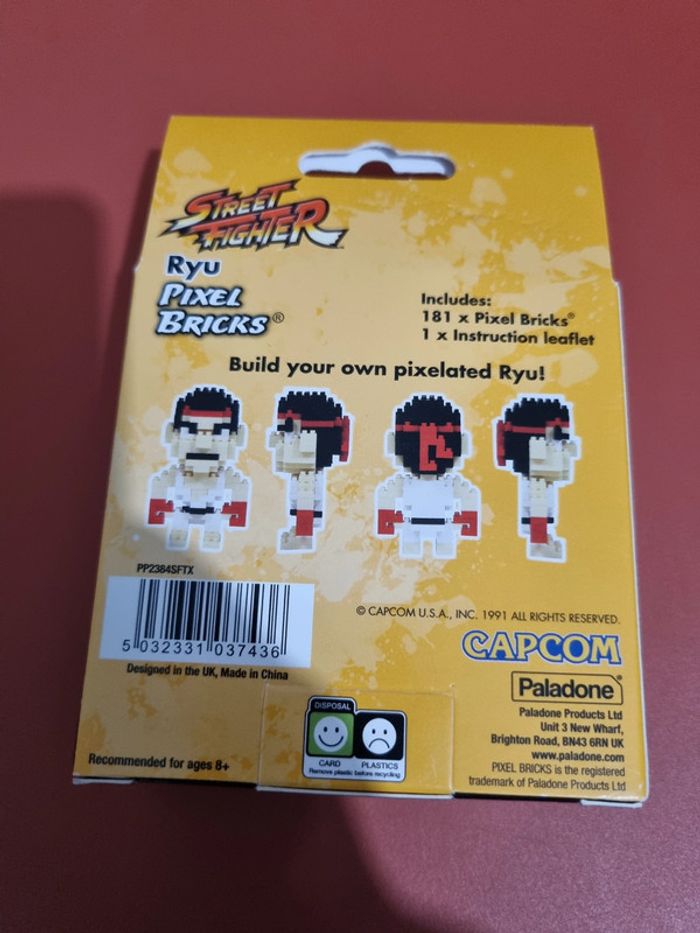 STREET
FIGHTER
Ryu
PIXEL
BRICKS®
Includes:
181 x Pixel Bricks®
1 x Instruction leaflet
Build your own pixelated Ryu!
PP2384SFTX
5 032331 037436
Designed in the UK, Made in China
© CAPCOM U.S.A., INC. 1991 ALL RIGHTS RESERVED.
CAPCOM
Paladone®
Paladone Products Ltd
Unit 3 New Wharf,
Brighton Road, BN43 6RN UK
www.paladone.com
PIXEL BRICKS is the registered
trademark of Paladone Products Ltd
DISPOSAL
CARD PLASTICS
Remove plastic before recycling
Recommended for ages 8+